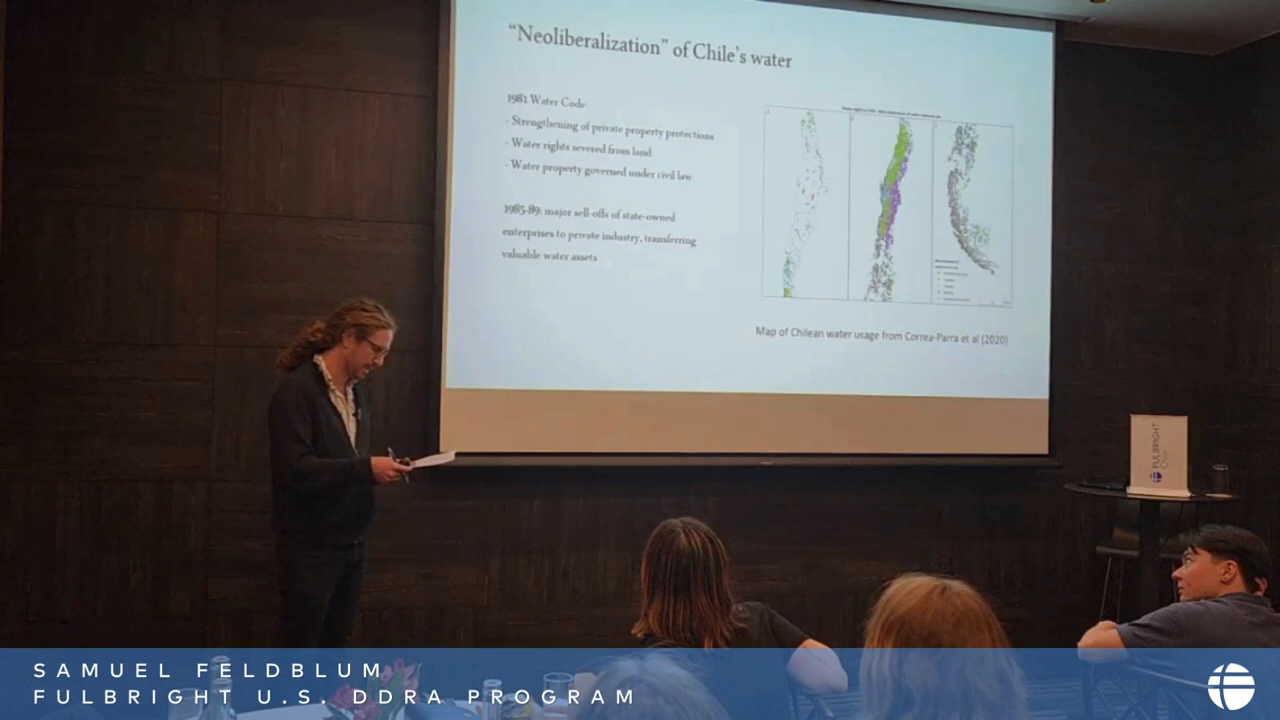 "Neoliberalization" of Chile's water
1981 Water Code:
- Strengthening of private property protections
- Water rights severed from land
- Water property governed under civil law
1985-89: major sell-offs of state-owned
enterprises to private industry, transferring
valuable water assets
Map of Chilean water usage from Correa-Parra et al (2020)
FULBRIGHT
Chile
SAMUEL FELDBLUM
FULBRIGHT U.S. DDRA PROGRAM